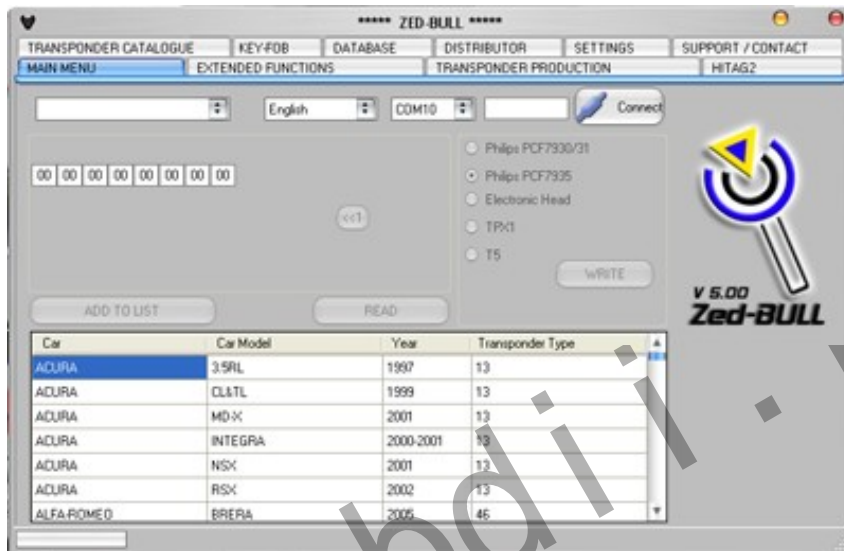 ***** ZED-BULL *****
TRANSPONDER CATALOGUE KEY-FOB DATABASE DISTRIBUTOR SETTINGS SUPPORT / CONTACT
MAIN MENU EXTENDED FUNCTIONS TRANSPONDER PRODUCTION HITAG2
English COM10 Connect
Philips PCF7930/31
00 00 00 00 00 00 00 00 Philips PCF7935
Electronic Head
<<1
TPX1
T5
WRITE
ADD TO LIST READ
V 5.00
Zed-BULL
Car Car Model Year Transponder Type
ACURA 3.5RL 1997 13
ACURA CL&TL 1999 13
ACURA MD-X 2001 13
ACURA INTEGRA 2000-2001 13
ACURA NSX 2001 13
ACURA RSX 2002 13
ALFA-ROMEO BRERA 2005 46